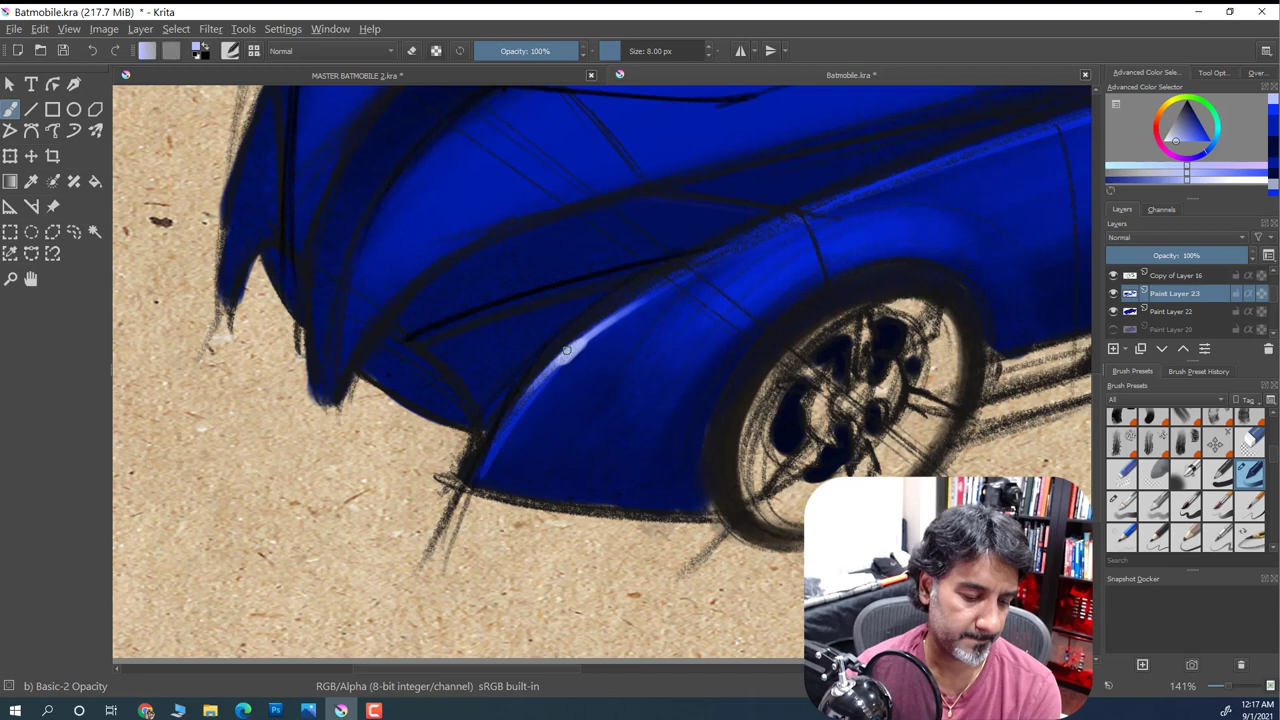 Batmobile.kra (217.7 MiB) * - Krita
File Edit View Image Layer Select Filter Tools Settings Window Help
Normal Opacity: 100% Size: 8.00 px
MASTER BATMOBILE 2.kra * Batmobile.kra *
Advanced Color Sele... Tool Opt... Over...
Advanced Color Selector
Layers Channels
Layers
Normal
Opacity: 100%
Copy of Layer 16
Paint Layer 23
Paint Layer 22
Paint Layer 20
Brush Presets Brush Preset History
Brush Presets
All Tag
Search
Snapshot Docker
b) Basic-2 Opacity RGB/Alpha (8-bit integer/channel) sRGB built-in 141%
12:17 AM
9/1/2021